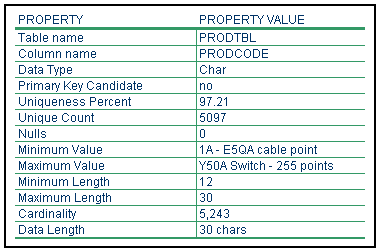 PROPERTY PROPERTY VALUE
Table name PRODTBL
Column name PRODCODE
Data Type Char
Primary Key Candidate no
Uniqueness Percent 97.21
Unique Count 5097
Nulls 0
Minimum Value 1A - E5QA cable point
Maximum Value Y50A Switch - 255 points
Minimum Length 12
Maximum Length 30
Cardinality 5,243
Data Length 30 chars